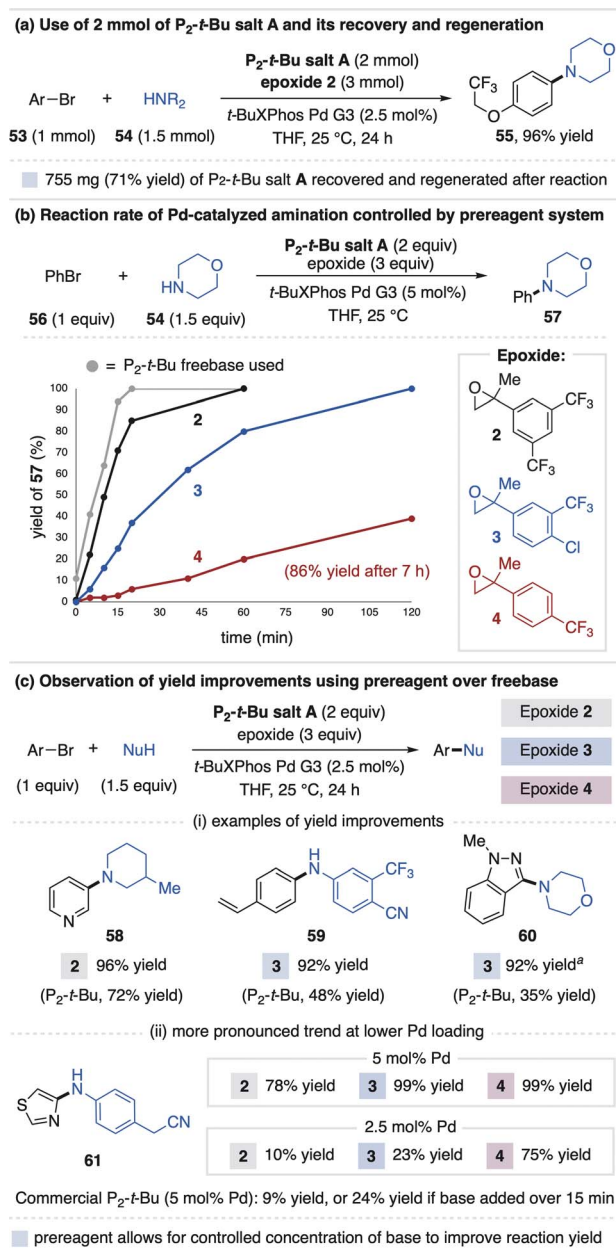 (a) Use of 2 mmol of P₂-t-Bu salt A and its recovery and regeneration
Ar–Br + HNR₂
53 (1 mmol) 54 (1.5 mmol)
P₂-t-Bu salt A (2 mmol)
epoxide 2 (3 mmol)
t-BuXPhos Pd G3 (2.5 mol%)
THF, 25 °C, 24 h
CF₃
O
N
O
55, 96% yield
755 mg (71% yield) of P₂-t-Bu salt A recovered and regenerated after reaction
(b) Reaction rate of Pd-catalyzed amination controlled by prereagent system
PhBr + HN O
56 (1 equiv) 54 (1.5 equiv)
P₂-t-Bu salt A (2 equiv)
epoxide (3 equiv)
t-BuXPhos Pd G3 (5 mol%)
THF, 25 °C
Ph N O
57
= P₂-t-Bu freebase used
yield of 57 (%)
100
90
80
70
60
50
40
30
20
10
0
2
3
4
(86% yield after 7 h)
0 15 30 45 60 75 90 105 120
time (min)
Epoxide:
O Me CF₃
CF₃
2
O Me CF₃
Cl
3
O Me
CF₃
4
(c) Observation of yield improvements using prereagent over freebase
Ar–Br + NuH
(1 equiv) (1.5 equiv)
P₂-t-Bu salt A (2 equiv)
epoxide (3 equiv)
t-BuXPhos Pd G3 (2.5 mol%)
THF, 25 °C, 24 h
Ar–Nu
Epoxide 2
Epoxide 3
Epoxide 4
(i) examples of yield improvements
N
N
Me
58
2 96% yield
(P₂-t-Bu, 72% yield)
H
N
CF₃
CN
59
3 92% yield
(P₂-t-Bu, 48% yield)
Me
N N
N
O
60
3 92% yieldᵃ
(P₂-t-Bu, 35% yield)
(ii) more pronounced trend at lower Pd loading
H
N
S
N
CN
61
5 mol% Pd
2 78% yield 3 99% yield 4 99% yield
2.5 mol% Pd
2 10% yield 3 23% yield 4 75% yield
Commercial P₂-t-Bu (5 mol% Pd): 9% yield, or 24% yield if base added over 15 min
prereagent allows for controlled concentration of base to improve reaction yield